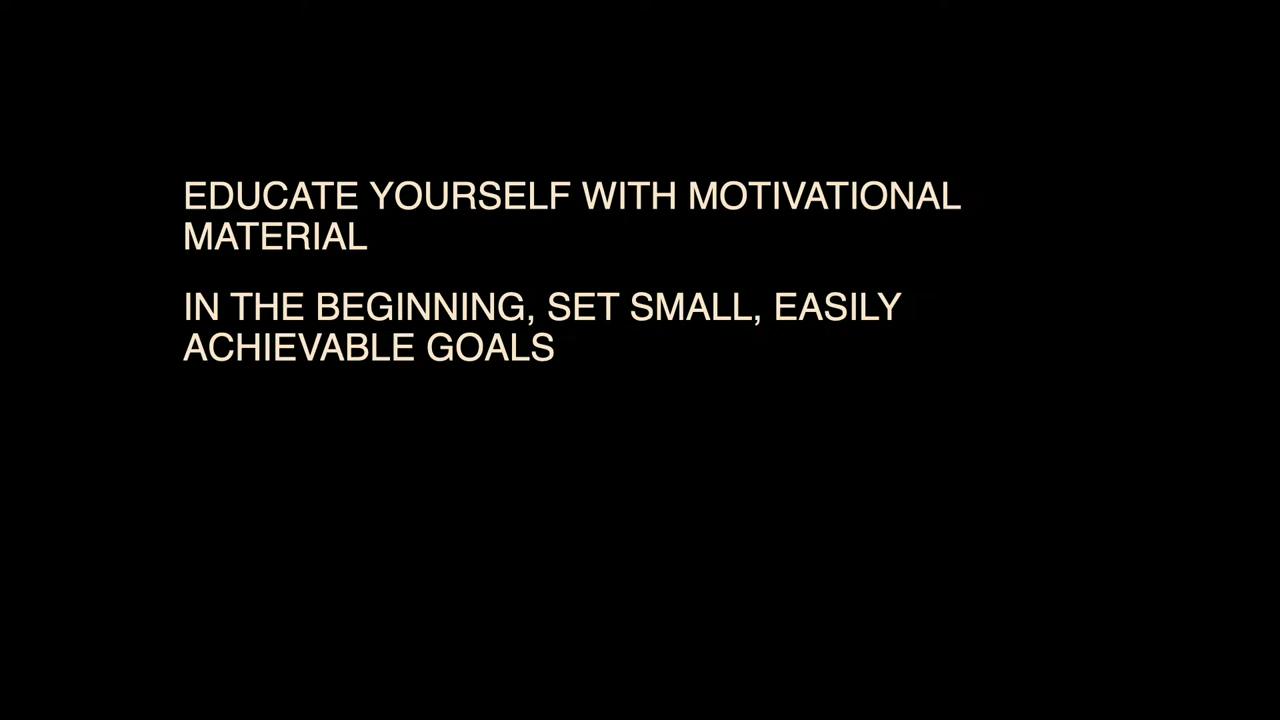 EDUCATE YOURSELF WITH MOTIVATIONAL
MATERIAL
IN THE BEGINNING, SET SMALL, EASILY
ACHIEVABLE GOALS